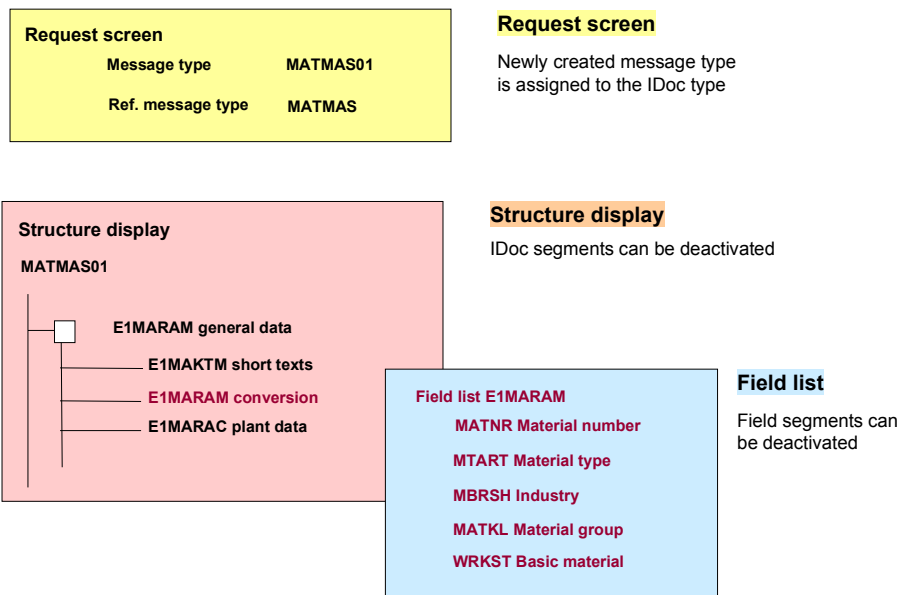 Request screen
Message type MATMAS01
Ref. message type MATMAS
Request screen
Newly created message type
is assigned to the IDoc type
Structure display
MATMAS01
E1MARAM general data
E1MAKTM short texts
E1MARAM conversion
E1MARAC plant data
Structure display
IDoc segments can be deactivated
Field list E1MARAM
MATNR Material number
MTART Material type
MBRSH Industry
MATKL Material group
WRKST Basic material
Field list
Field segments can
be deactivated